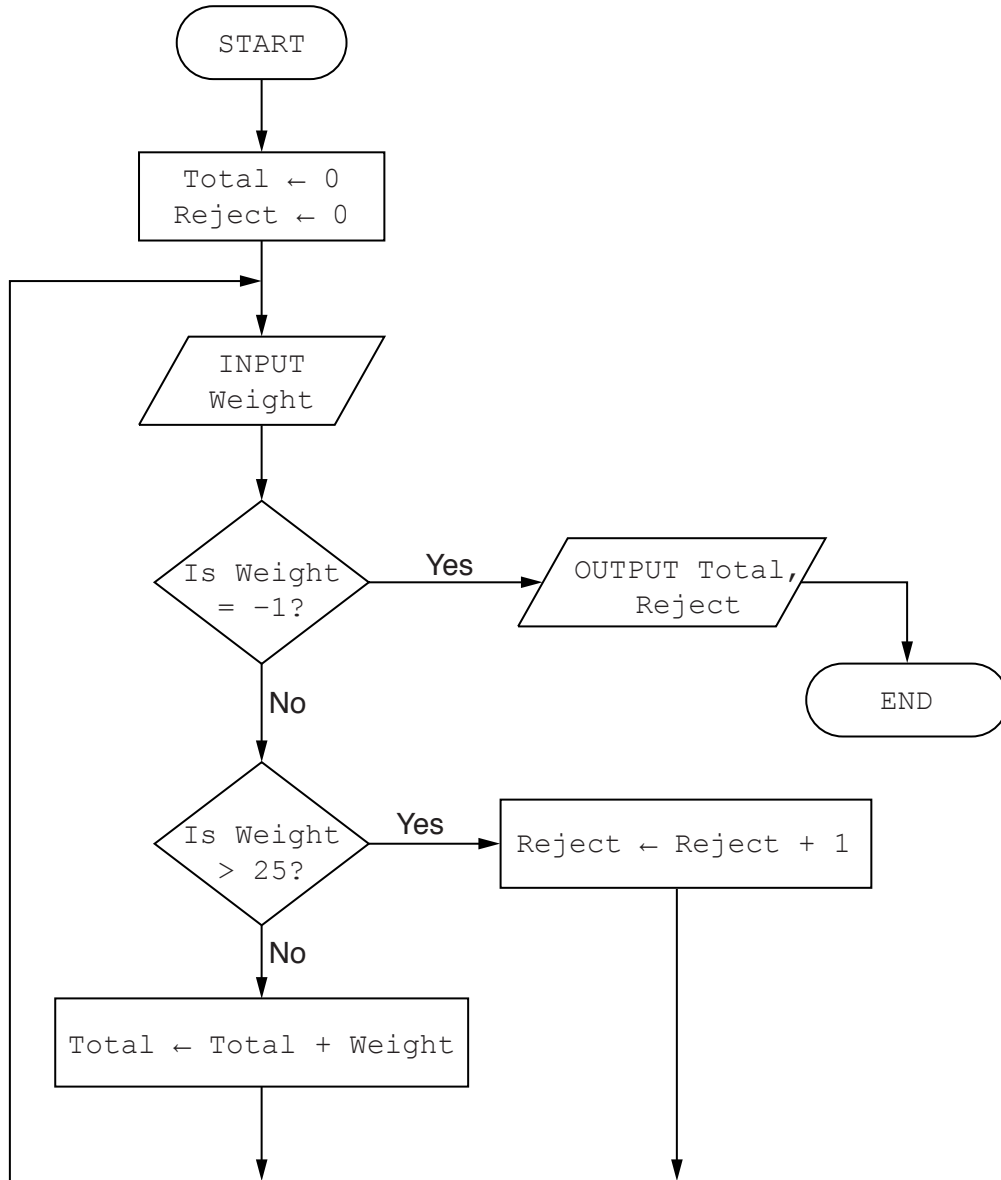 START
Total ← 0
Reject ← 0
INPUT
Weight
Is Weight
= –1?
Yes
OUTPUT Total,
Reject
END
No
Is Weight
> 25?
Yes
Reject ← Reject + 1
No
Total ← Total + Weight